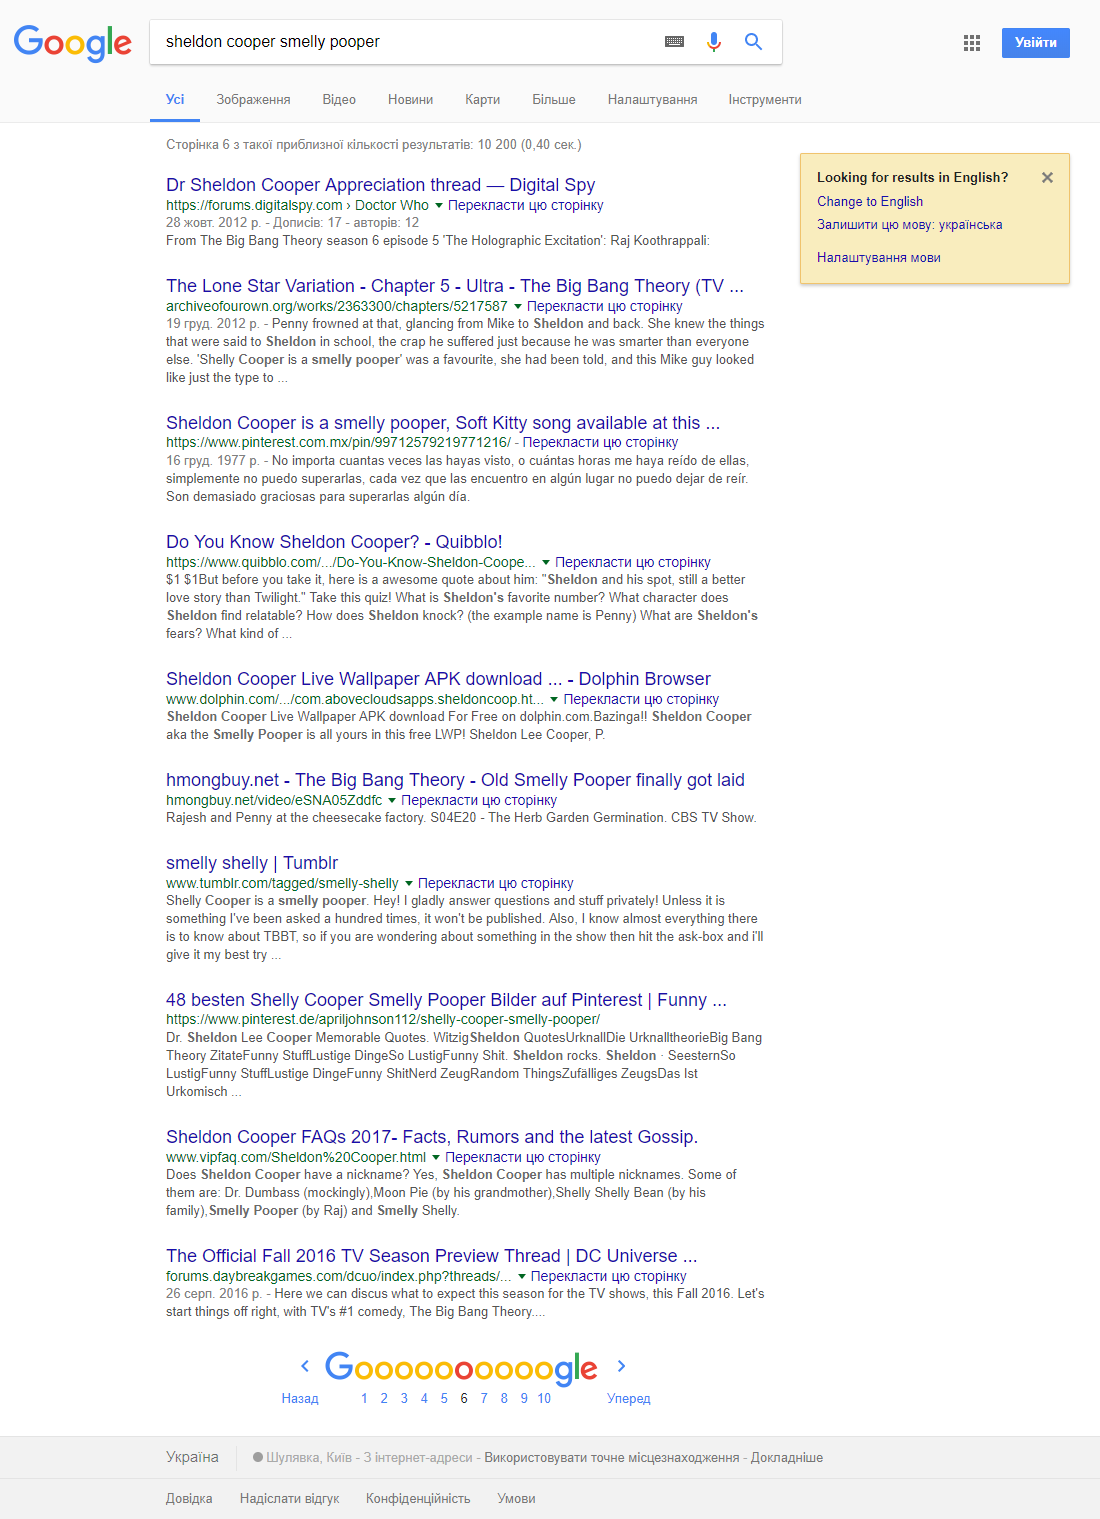 Google
sheldon cooper smelly pooper
Увійти
Усі Зображення Відео Новини Карти Більше Налаштування Інструменти
Сторінка 6 з такої приблизної кількості результатів: 10 200 (0,40 сек.)
Looking for results in English?
Change to English
Залишити цю мову: українська
Налаштування мови
Dr Sheldon Cooper Appreciation thread — Digital Spy
https://forums.digitalspy.com › Doctor Who ▼ Перекласти цю сторінку
28 жовт. 2012 р. - Дописів: 17 - авторів: 12
From The Big Bang Theory season 6 episode 5 'The Holographic Excitation': Raj Koothrappali:
The Lone Star Variation - Chapter 5 - Ultra - The Big Bang Theory (TV ...
archiveofourown.org/works/2363300/chapters/5217587 ▼ Перекласти цю сторінку
19 груд. 2012 р. - Penny frowned at that, glancing from Mike to Sheldon and back. She knew the things
that were said to Sheldon in school, the crap he suffered just because he was smarter than everyone
else. 'Shelly Cooper is a smelly pooper' was a favourite, she had been told, and this Mike guy looked
like just the type to ...
Sheldon Cooper is a smelly pooper, Soft Kitty song available at this ...
https://www.pinterest.com.mx/pin/99712579219771216/ - Перекласти цю сторінку
16 груд. 1977 р. - No importa cuantas veces las hayas visto, o cuántas horas me haya reído de ellas,
simplemente no puedo superarlas, cada vez que las encuentro en algún lugar no puedo dejar de reír.
Son demasiado graciosas para superarlas algún día.
Do You Know Sheldon Cooper? - Quibblo!
https://www.quibblo.com/.../Do-You-Know-Sheldon-Coope... ▼ Перекласти цю сторінку
$1 $1But before you take it, here is a awesome quote about him: "Sheldon and his spot, still a better
love story than Twilight." Take this quiz! What is Sheldon's favorite number? What character does
Sheldon find relatable? How does Sheldon knock? (the example name is Penny) What are Sheldon's
fears? What kind of ...
Sheldon Cooper Live Wallpaper APK download ... - Dolphin Browser
www.dolphin.com/.../com.abovecloudsapps.sheldoncoop.ht... ▼ Перекласти цю сторінку
Sheldon Cooper Live Wallpaper APK download For Free on dolphin.com.Bazinga!! Sheldon Cooper
aka the Smelly Pooper is all yours in this free LWP! Sheldon Lee Cooper, P.
hmongbuy.net - The Big Bang Theory - Old Smelly Pooper finally got laid
hmongbuy.net/video/eSNA05Zddfc ▼ Перекласти цю сторінку
Rajesh and Penny at the cheesecake factory. S04E20 - The Herb Garden Germination. CBS TV Show.
smelly shelly | Tumblr
www.tumblr.com/tagged/smelly-shelly ▼ Перекласти цю сторінку
Shelly Cooper is a smelly pooper. Hey! I gladly answer questions and stuff privately! Unless it is
something I've been asked a hundred times, it won't be published. Also, I know almost everything there
is to know about TBBT, so if you are wondering about something in the show then hit the ask-box and i'll
give it my best try ...
48 besten Shelly Cooper Smelly Pooper Bilder auf Pinterest | Funny ...
https://www.pinterest.de/apriljohnson112/shelly-cooper-smelly-pooper/
Dr. Sheldon Lee Cooper Memorable Quotes. WitzigSheldon QuotesUrknallDie UrknalltheorieBig Bang
Theory ZitateFunny StuffLustige DingeSo LustigFunny Shit. Sheldon rocks. Sheldon · SeesternSo
LustigFunny StuffLustige DingeFunny ShitNerd ZeugRandom ThingsZufälliges ZeugsDas Ist
Urkomisch ...
Sheldon Cooper FAQs 2017- Facts, Rumors and the latest Gossip.
www.vipfaq.com/Sheldon%20Cooper.html ▼ Перекласти цю сторінку
Does Sheldon Cooper have a nickname? Yes, Sheldon Cooper has multiple nicknames. Some of
them are: Dr. Dumbass (mockingly),Moon Pie (by his grandmother),Shelly Shelly Bean (by his
family),Smelly Pooper (by Raj) and Smelly Shelly.
The Official Fall 2016 TV Season Preview Thread | DC Universe ...
forums.daybreakgames.com/dcuo/index.php?threads/... ▼ Перекласти цю сторінку
26 серп. 2016 р. - Here we can discus what to expect this season for the TV shows, this Fall 2016. Let's
start things off right, with TV's #1 comedy, The Big Bang Theory....
Goooooooooogle
Назад 1 2 3 4 5 6 7 8 9 10 Уперед
Україна Шулявка, Київ - З інтернет-адреси - Використовувати точне місцезнаходження - Докладніше
Довідка Надіслати відгук Конфіденційність Умови